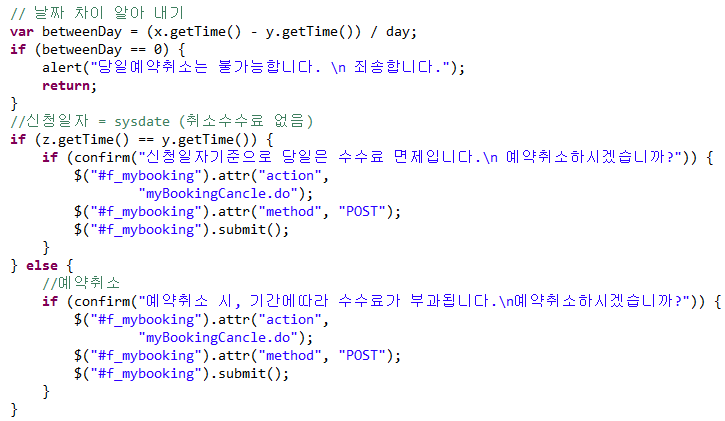 // 날짜 차이 알아 내기
var betweenDay = (x.getTime() - y.getTime()) / day;
if (betweenDay == 0) {
    alert("당일예약취소는 불가능합니다. \n 죄송합니다.");
    return;
}
//신청일자 = sysdate (취소수수료 없음)
if (z.getTime() == y.getTime()) {
    if (confirm("신청일자기준으로 당일은 수수료 면제입니다.\n 예약취소하시겠습니까?")) {
        $("#f_mybooking").attr("action",
                "myBookingCancle.do");
        $("#f_mybooking").attr("method", "POST");
        $("#f_mybooking").submit();
    }
} else {
    //예약취소
    if (confirm("예약취소 시, 기간에따라 수수료가 부과됩니다.\n예약취소하시겠습니까?")) {
        $("#f_mybooking").attr("action",
                "myBookingCancle.do");
        $("#f_mybooking").attr("method", "POST");
        $("#f_mybooking").submit();
    }
}